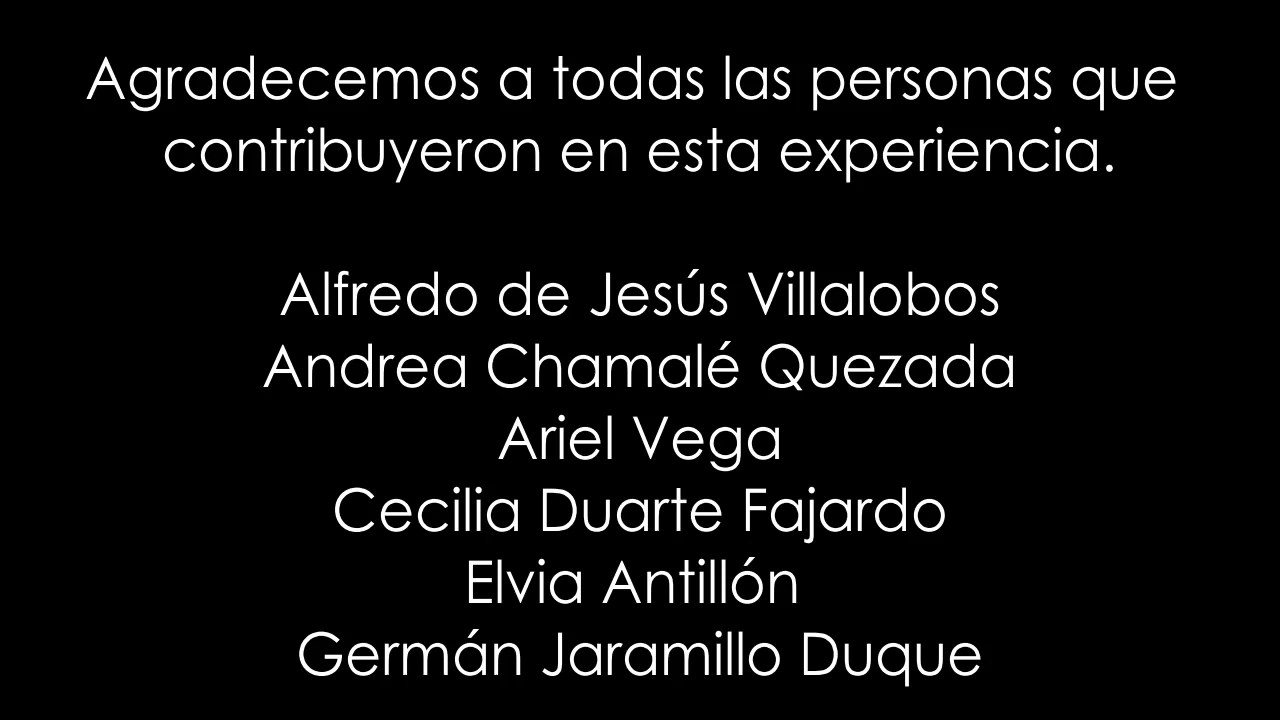 Agradecemos a todas las personas que
contribuyeron en esta experiencia.
Alfredo de Jesús Villalobos
Andrea Chamalé Quezada
Ariel Vega
Cecilia Duarte Fajardo
Elvia Antillón
Germán Jaramillo Duque